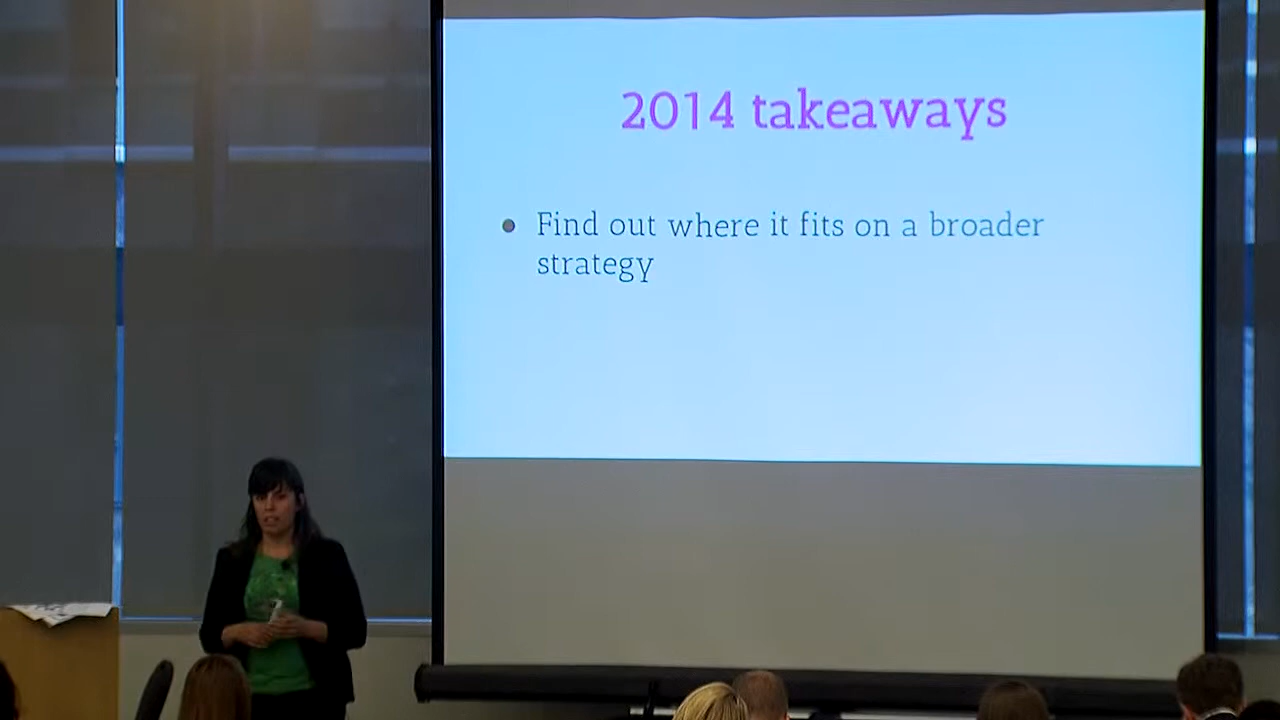 2014 takeaways
• Find out where it fits on a broader
strategy